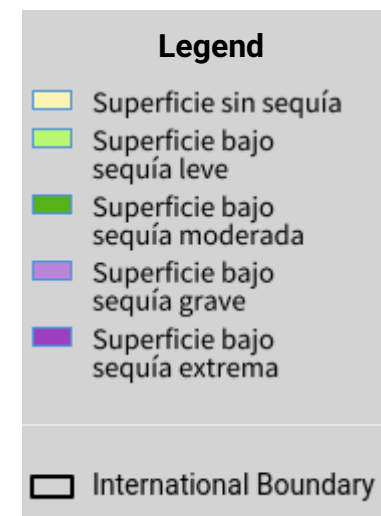 Legend
Superficie sin sequía
Superficie bajo
sequía leve
Superficie bajo
sequía moderada
Superficie bajo
sequía grave
Superficie bajo
sequía extrema
International Boundary